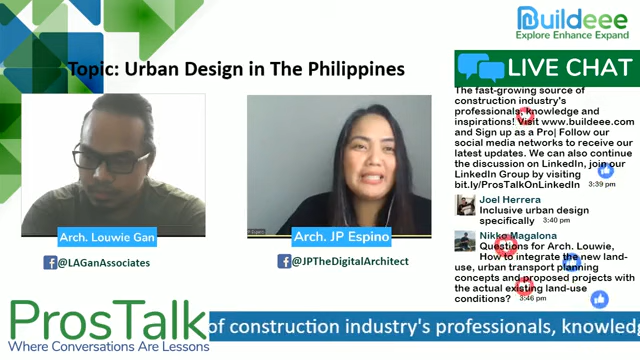 Buildeee
Explore Enhance Expand
Topic: Urban Design in The Philippines
LIVE CHAT
The fast-growing source of
construction industry's
professionals, knowledge and
inspirations! Visit www.buildeee.com
and Sign up as a Pro| Follow our
social media networks to receive our
latest updates. We can also continue
the discussion on LinkedIn, join our
LinkedIn Group by visiting
bit.ly/ProsTalkOnLinkedIN 3:39 pm
Joel Herrera
Inclusive urban design
specifically 3:40 pm
Nikko Magalona
Questions for Arch. Louwie,
How to integrate the new land-
use, urban transport planning
concepts and proposed projects with
the actual existing land-use
conditions? 3:46 pm
Arch. Louwie Gan
@LAGanAssociates
Arch. JP Espino
@JPTheDigitalArchitect
ProsTalk
Where Conversations Are Lessons
of construction industry's professionals, knowledg